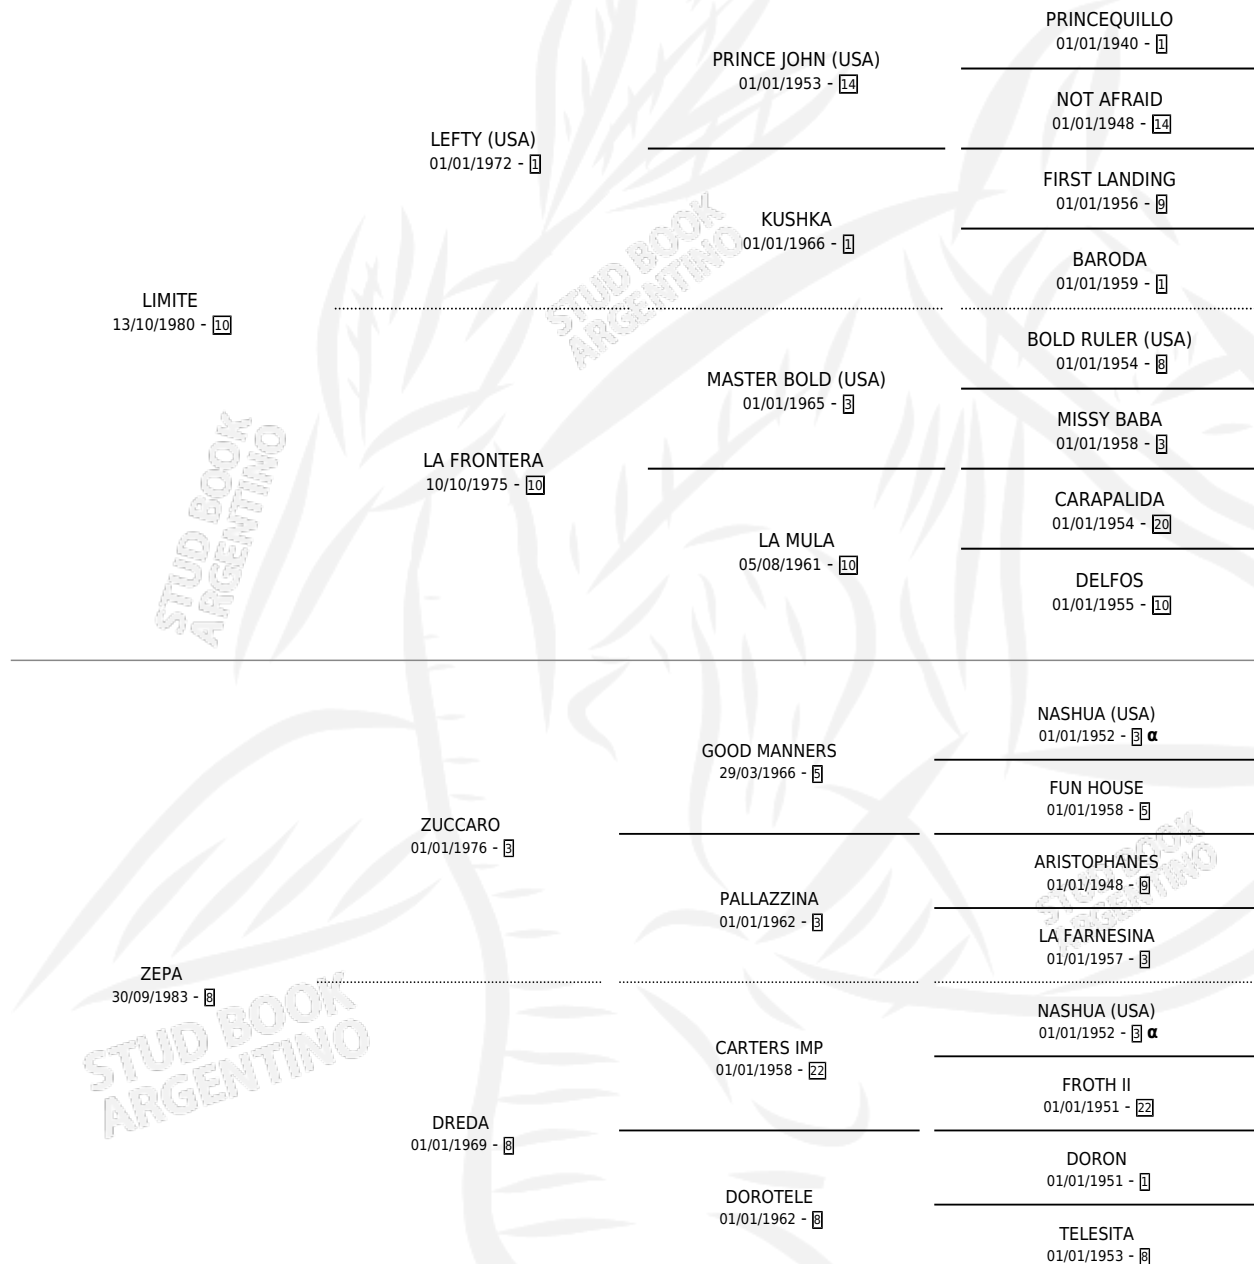 PRINCEQUILLO
01/01/1940 - 1
PRINCE JOHN (USA)
01/01/1953 - 14
NOT AFRAID
01/01/1948 - 14
LEFTY (USA)
01/01/1972 - 1
FIRST LANDING
01/01/1956 - 9
KUSHKA
01/01/1966 - 1
BARODA
01/01/1959 - 1
LIMITE
13/10/1980 - 10
BOLD RULER (USA)
01/01/1954 - 8
MASTER BOLD (USA)
01/01/1965 - 3
MISSY BABA
01/01/1958 - 3
LA FRONTERA
10/10/1975 - 10
CARAPALIDA
01/01/1954 - 20
LA MULA
05/08/1961 - 10
DELFOS
01/01/1955 - 10
STUD BOOK
ARGENTINO
STUD BOOK
ARGENTINO
NASHUA (USA)
01/01/1952 - 3 α
GOOD MANNERS
29/03/1966 - 5
FUN HOUSE
01/01/1958 - 5
ZUCCARO
01/01/1976 - 3
ARISTOPHANES
01/01/1948 - 9
PALLAZZINA
01/01/1962 - 3
LA FARNESINA
01/01/1957 - 3
STUD BOOK
ARGENTINO
ZEPA
30/09/1983 - 8
NASHUA (USA)
01/01/1952 - 3 α
CARTERS IMP
01/01/1958 - 22
FROTH II
01/01/1951 - 22
DREDA
01/01/1969 - 8
DORON
01/01/1951 - 1
DOROTELE
01/01/1962 - 8
TELESITA
01/01/1953 - 8
STUD BOOK
ARGENTINO